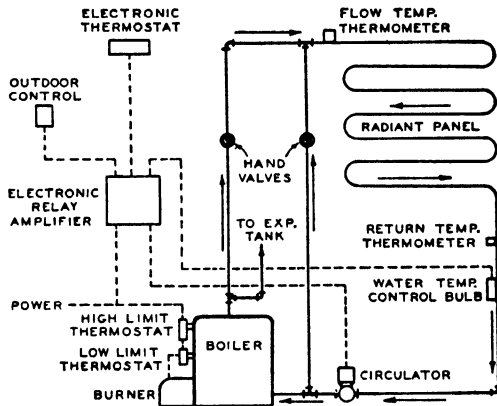 ELECTRONIC
THERMOSTAT
FLOW TEMP.
THERMOMETER
OUTDOOR
CONTROL
RADIANT PANEL
HAND
VALVES
ELECTRONIC
RELAY
AMPLIFIER
TO EXP.
TANK
RETURN TEMP.
THERMOMETER
WATER TEMP.
CONTROL BULB
POWER
HIGH LIMIT
THERMOSTAT
BOILER
LOW LIMIT
THERMOSTAT
CIRCULATOR
BURNER